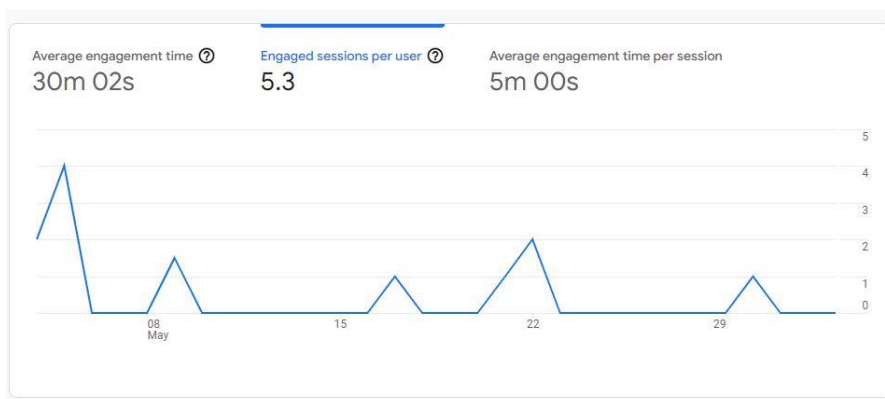 Average engagement time
30m 02s
Engaged sessions per user
5.3
Average engagement time per session
5m 00s
5
4
3
2
1
0
08
May
15
22
29